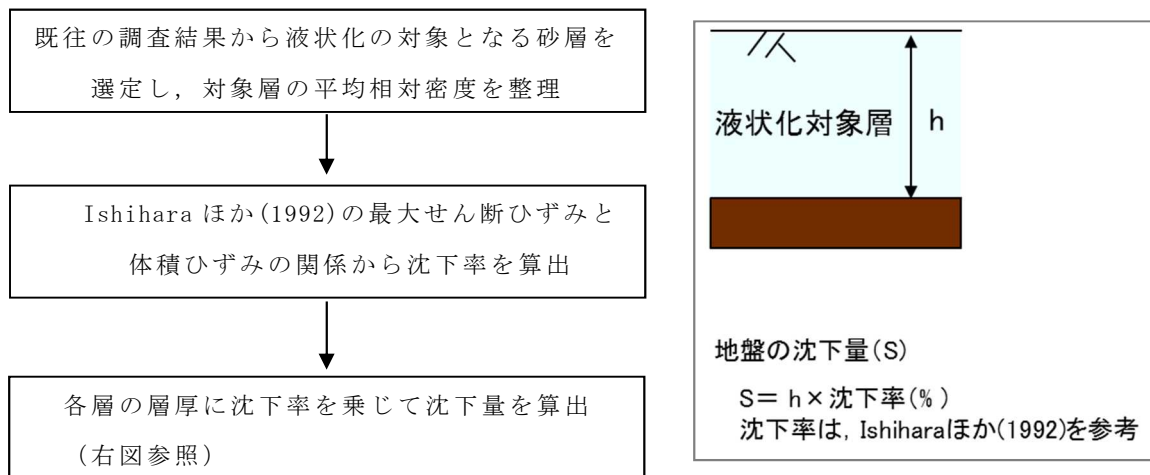 既往の調査結果から液状化の対象となる砂層を
選定し，対象層の平均相対密度を整理
Ishihara ほか(1992)の最大せん断ひずみと
体積ひずみの関係から沈下率を算出
各層の層厚に沈下率を乗じて沈下量を算出
（右図参照）
液状化対象層
h
地盤の沈下量(S)
S＝ h×沈下率(%)
沈下率は，Ishiharaほか(1992)を参考